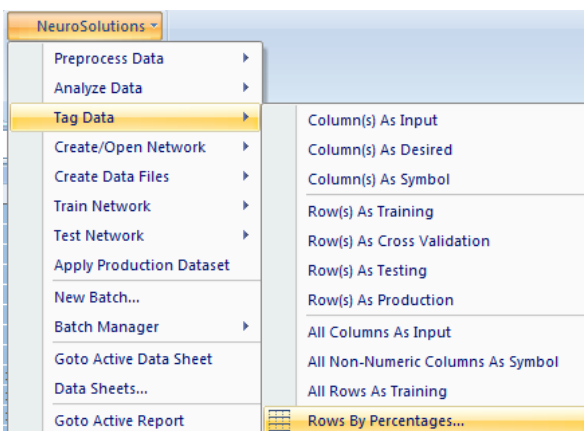 NeuroSolutions
Preprocess Data
Analyze Data
Tag Data
Create/Open Network
Create Data Files
Train Network
Test Network
Apply Production Dataset
New Batch...
Batch Manager
Goto Active Data Sheet
Data Sheets...
Goto Active Report
Column(s) As Input
Column(s) As Desired
Column(s) As Symbol
Row(s) As Training
Row(s) As Cross Validation
Row(s) As Testing
Row(s) As Production
All Columns As Input
All Non-Numeric Columns As Symbol
All Rows As Training
Rows By Percentages...